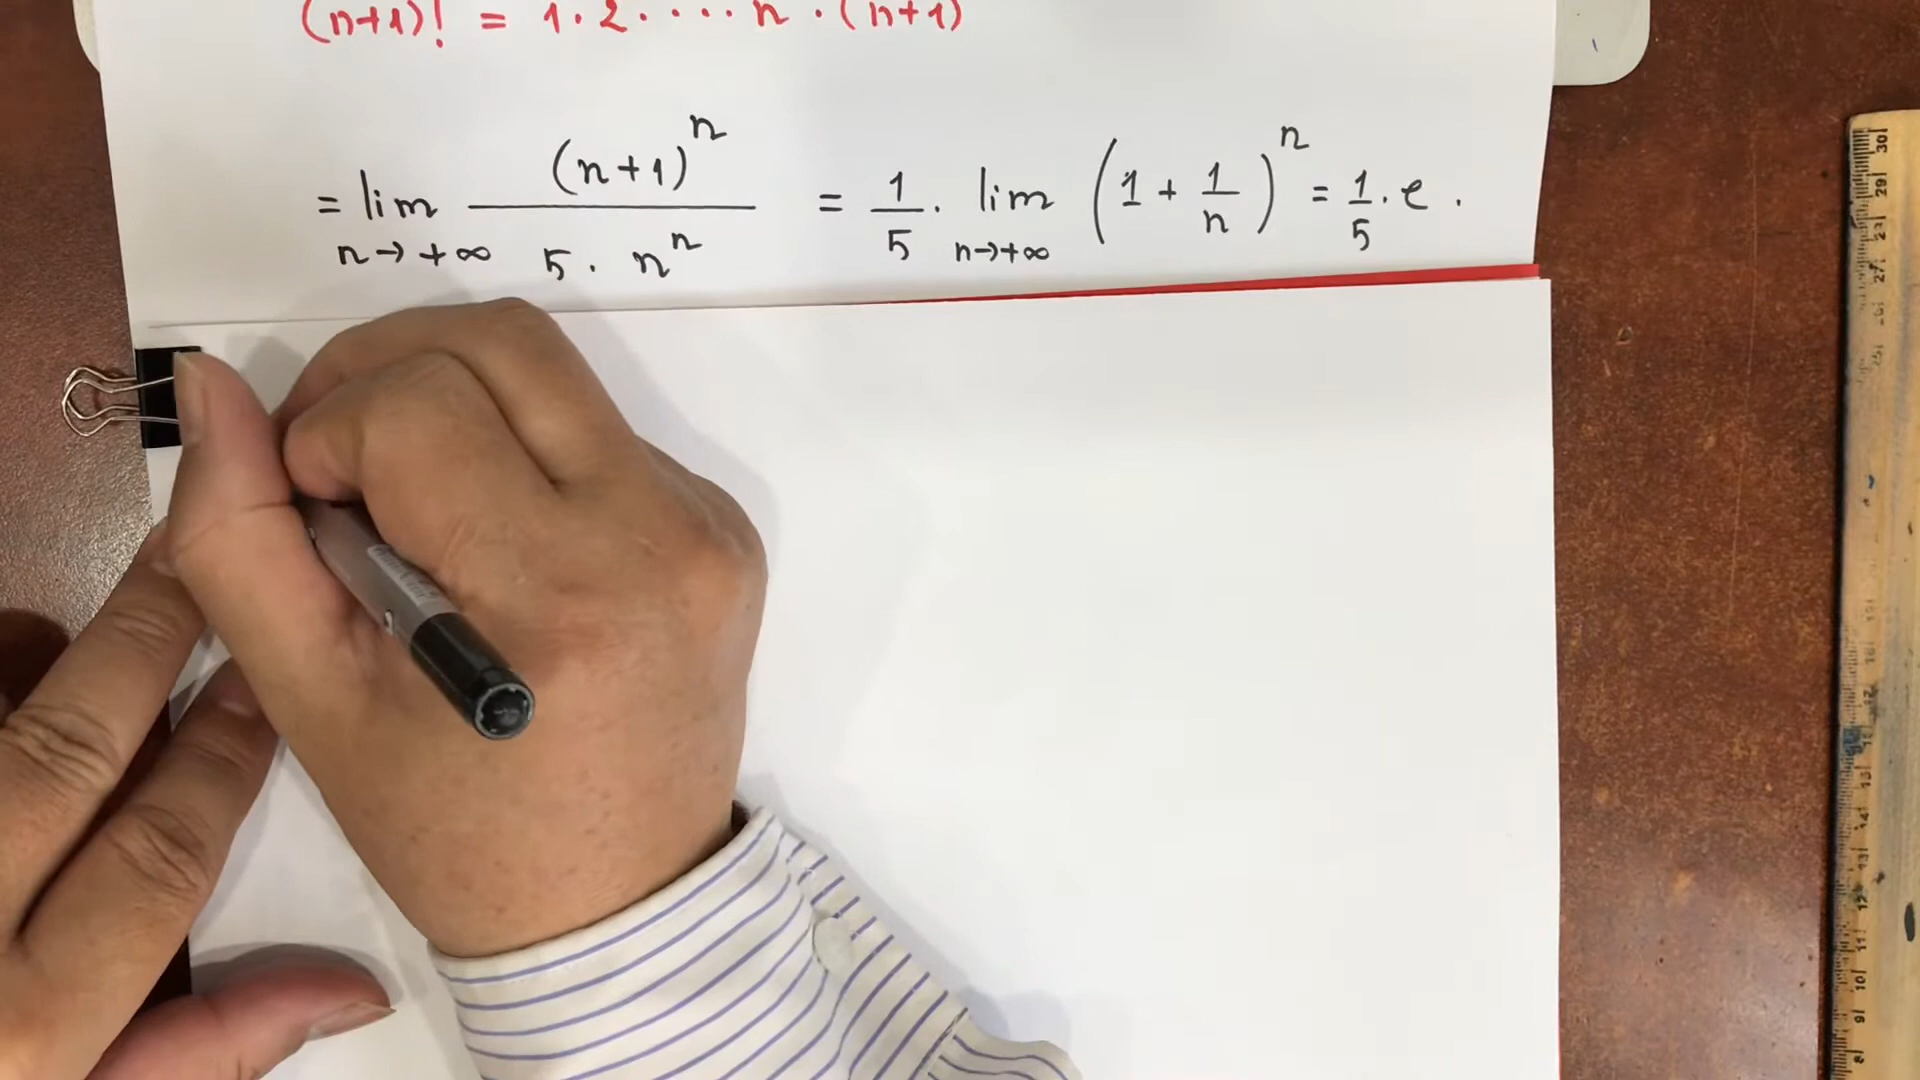 (n+1)! = 1 · 2 · · · · n · (n+1)
= lim n→+∞ (n+1)^n / 5 · n^n = 1/5 · lim n→+∞ (1 + 1/n)^n = 1/5 · e .